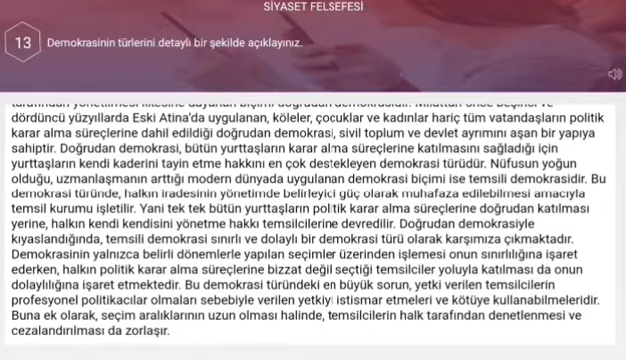 SİYASET FELSEFESİ
13 Demokrasinin türlerini detaylı bir şekilde açıklayınız.
dördüncü yüzyıllarda Eski Atina'da uygulanan, köleler, çocuklar ve kadınlar hariç tüm vatandaşların politik
karar alma süreçlerine dahil edildiği doğrudan demokrasi, sivil toplum ve devlet ayrımını aşan bir yapıya
sahiptir. Doğrudan demokrasi, bütün yurttaşların karar alma süreçlerine katılmasını sağladığı için
yurttaşların kendi kaderini tayin etme hakkını en çok destekleyen demokrasi türüdür. Nüfusun yoğun
olduğu, uzmanlaşmanın arttığı modern dünyada uygulanan demokrasi biçimi ise temsili demokrasidir. Bu
demokrasi türünde, halkın iradesinin yönetimde belirleyici güç olarak muhafaza edilebilmesi amacıyla
temsil kurumu işletilir. Yani tek tek bütün yurttaşların politik karar alma süreçlerine doğrudan katılması
yerine, halkın kendi kendisini yönetme hakkı temsilcilerine devredilir. Doğrudan demokrasiyle
kıyaslandığında, temsili demokrasi sınırlı ve dolaylı bir demokrasi türü olarak karşımıza çıkmaktadır.
Demokrasinin yalnızca belirli dönemlerle yapılan seçimler üzerinden işlemesi onun sınırlılığına işaret
ederken, halkın politik karar alma süreçlerine bizzat değil seçtiği temsilciler yoluyla katılması da onun
dolaylılığına işaret etmektedir. Bu demokrasi türündeki en büyük sorun, yetki verilen temsilcilerin
profesyonel politikacılar olmaları sebebiyle verilen yetkiyi istismar etmeleri ve kötüye kullanabilmeleridir.
Buna ek olarak, seçim aralıklarının uzun olması halinde, temsilcilerin halk tarafından denetlenmesi ve
cezalandırılması da zorlaşır.